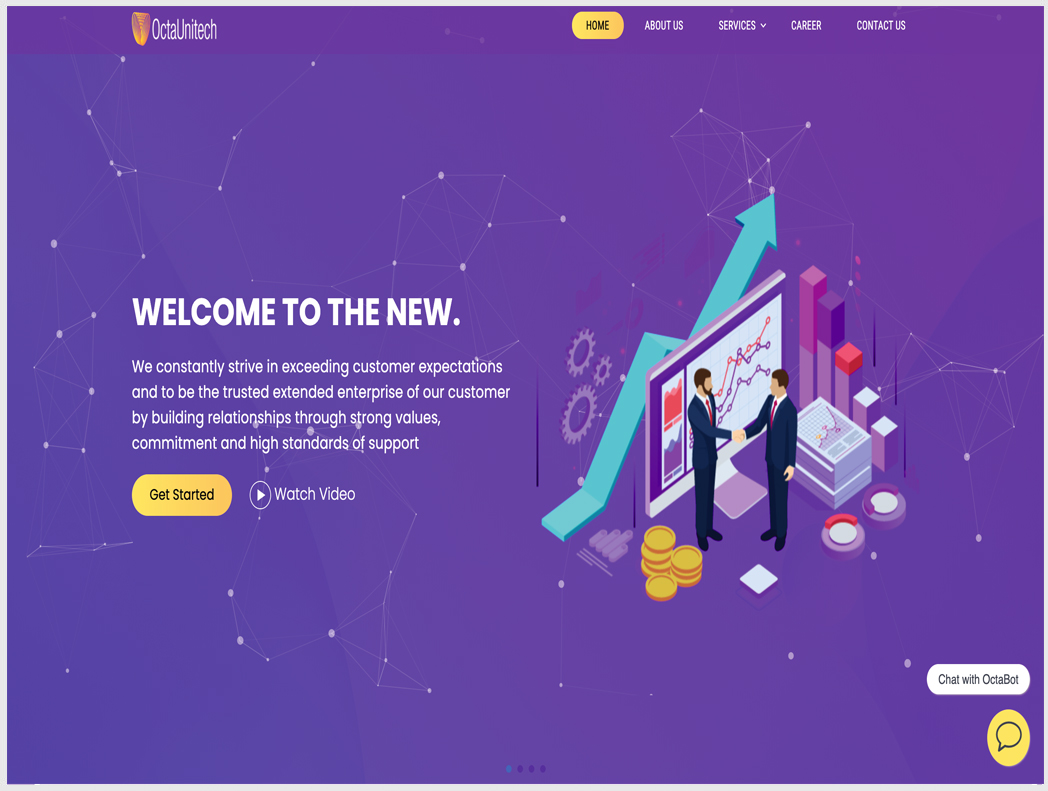 OctaUnitech
HOME
ABOUT US
SERVICES
CAREER
CONTACT US
WELCOME TO THE NEW.
We constantly strive in exceeding customer expectations
and to be the trusted extended enterprise of our customer
by building relationships through strong values,
commitment and high standards of support
Get Started
Watch Video
Chat with OctaBot